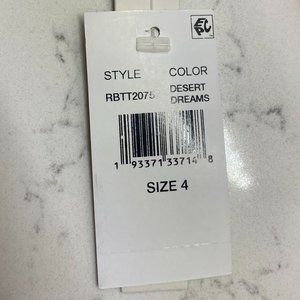 STYLE COLOR
RBTT2075 DESERT
DREAMS
1 93371 33714 8
SIZE 4